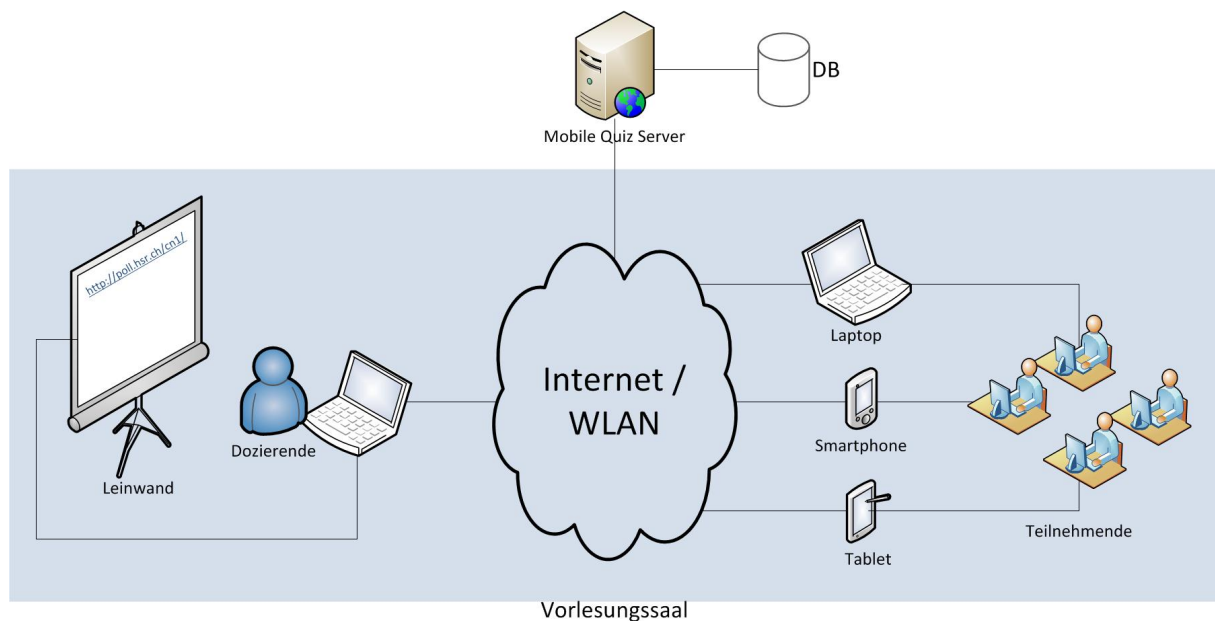 DB
Mobile Quiz Server
http://poll.hsr.ch/cn1/
Leinwand
Dozierende
Internet /
WLAN
Laptop
Smartphone
Tablet
Teilnehmende
Vorlesungssaal